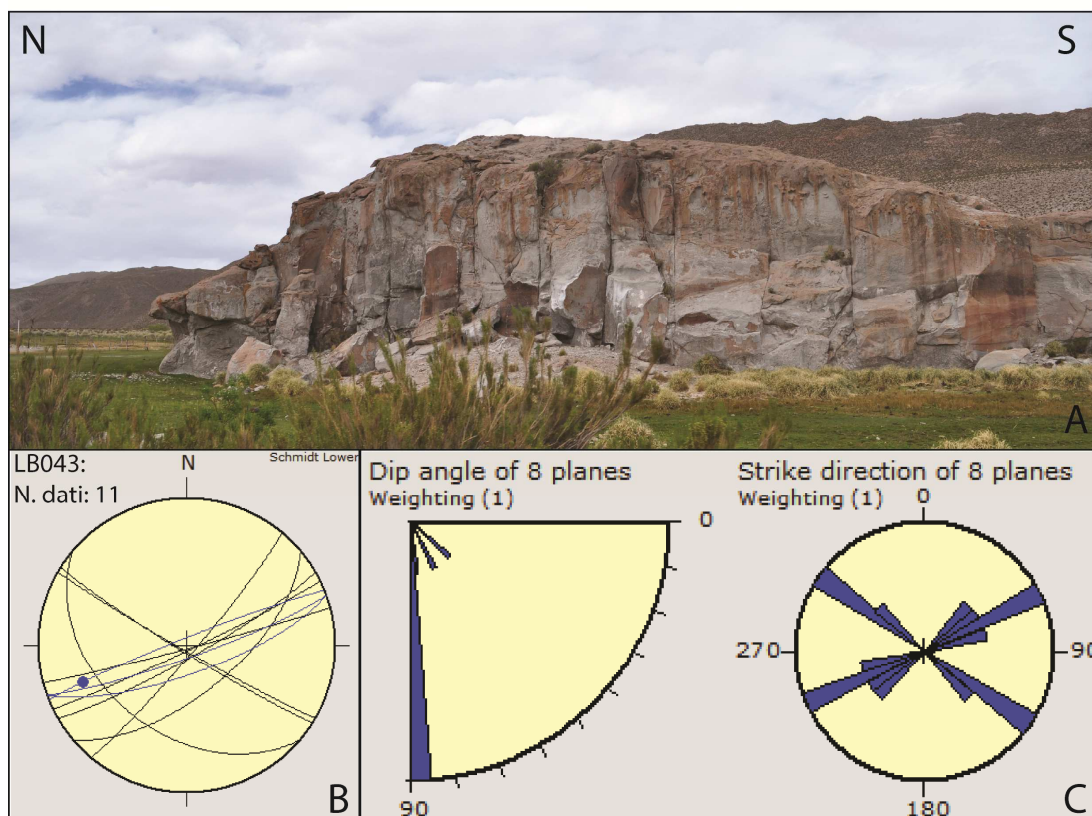 N
S
A
LB043:
N. dati: 11
N
Schmidt Lower
B
Dip angle of 8 planes
Weighting (1)
0
90
Strike direction of 8 planes
Weighting (1)
0
270
90
180
C